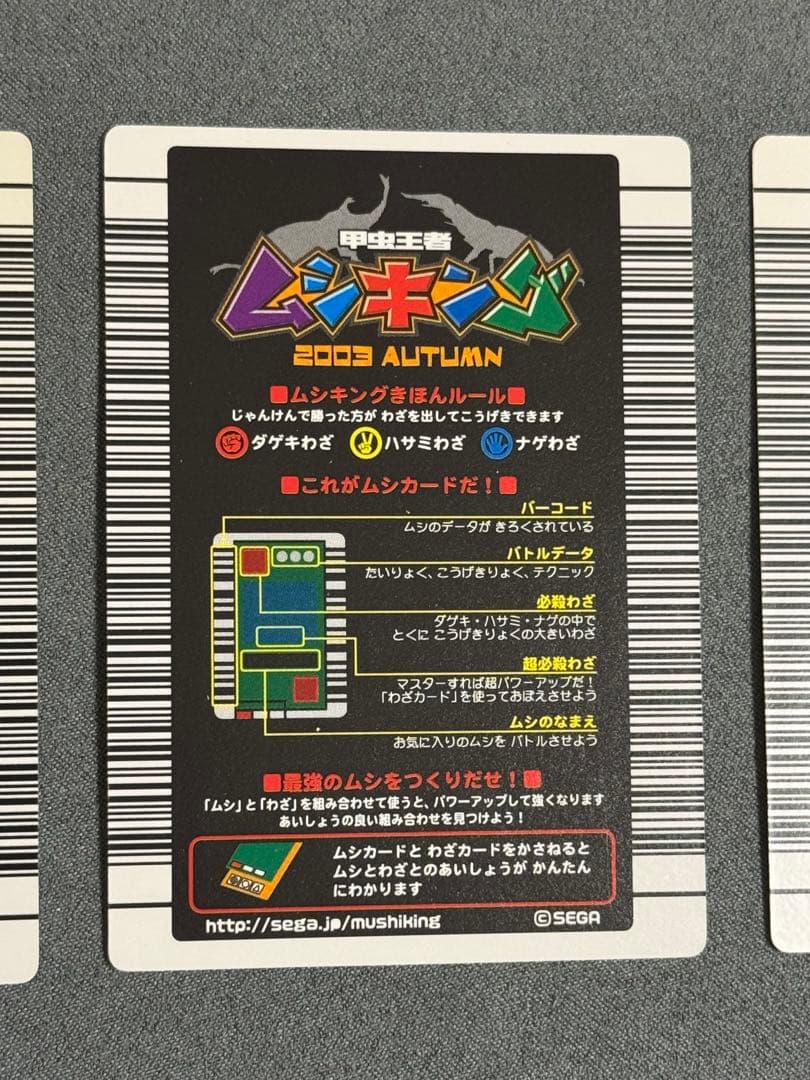 甲虫王者
ムシキング
2003 AUTUMN
■ムシキングきほんルール■
じゃんけんで勝った方が わざを出してこうげきできます
ダゲキわざ ハサミわざ ナゲわざ
■これがムシカードだ!■
バーコード
ムシのデータが きろくされている
バトルデータ
たいりょく、こうげきりょく、テクニック
必殺わざ
ダゲキ・ハサミ・ナゲの中で
とくに こうげきりょくの大きいわざ
超必殺わざ
マスターすれば超パワーアップだ!
「わざカード」を使っておぼえさせよう
ムシのなまえ
お気に入りのムシを バトルさせよう
■最強のムシをつくりだせ!■
「ムシ」と「わざ」を組み合わせて使うと、パワーアップして強くなります
あいしょうの良い組み合わせを見つけよう!
ムシカードと わざカードをかさねると
ムシとわざとのあいしょうが かんたん
にわかります
http://sega.jp/mushiking ©SEGA